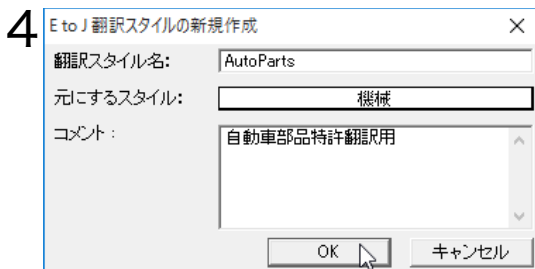 4
E to J 翻訳スタイルの新規作成
翻訳スタイル名: AutoParts
元にするスタイル: 機械
コメント : 自動車部品特許翻訳用
OK キャンセル